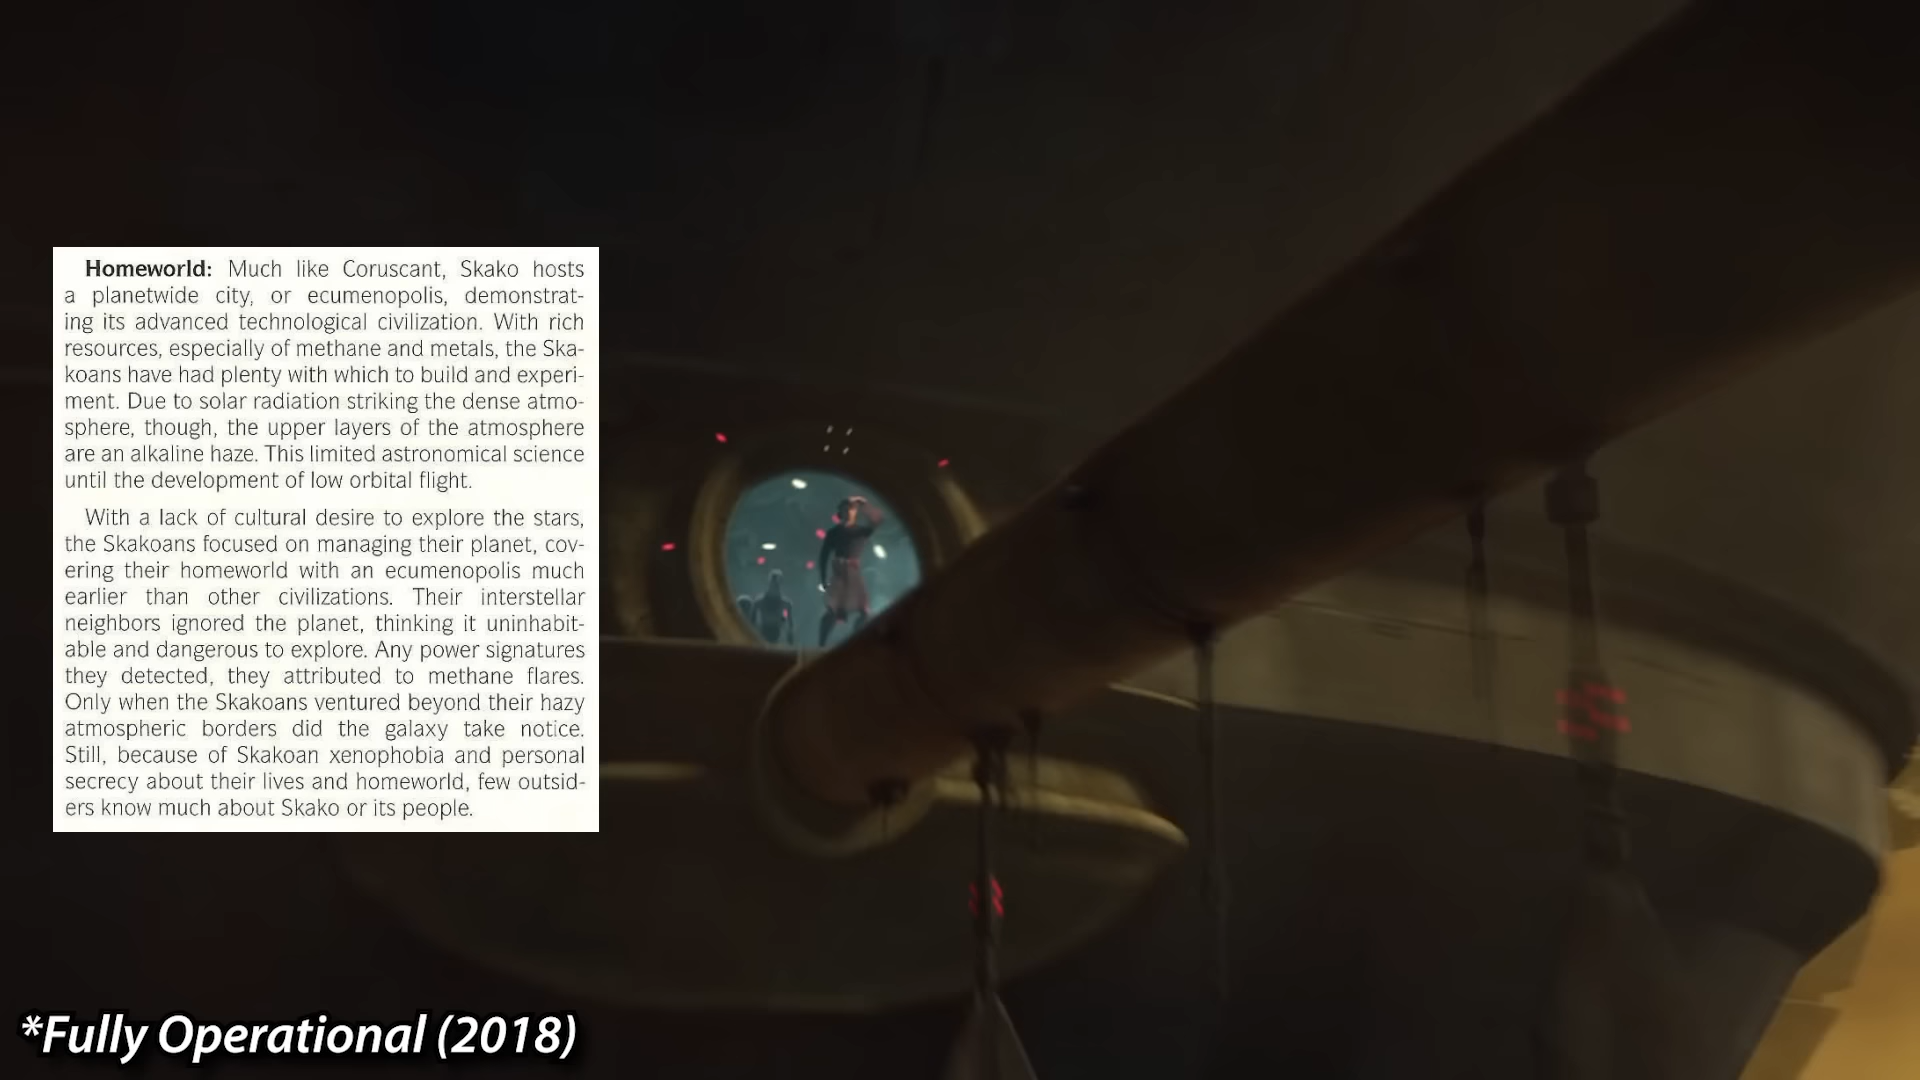 Homeworld: Much like Coruscant, Skako hosts
a planetwide city, or ecumenopolis, demonstrat-
ing its advanced technological civilization. With rich
resources, especially of methane and metals, the Ska-
koans have had plenty with which to build and experi-
ment. Due to solar radiation striking the dense atmo-
sphere, though, the upper layers of the atmosphere
are an alkaline haze. This limited astronomical science
until the development of low orbital flight.
With a lack of cultural desire to explore the stars,
the Skakoans focused on managing their planet, cov-
ering their homeworld with an ecumenopolis much
earlier than other civilizations. Their interstellar
neighbors ignored the planet, thinking it uninhabit-
able and dangerous to explore. Any power signatures
they detected, they attributed to methane flares.
Only when the Skakoans ventured beyond their hazy
atmospheric borders did the galaxy take notice.
Still, because of Skakoan xenophobia and personal
secrecy about their lives and homeworld, few outsid-
ers know much about Skako or its people.
*Fully Operational (2018)